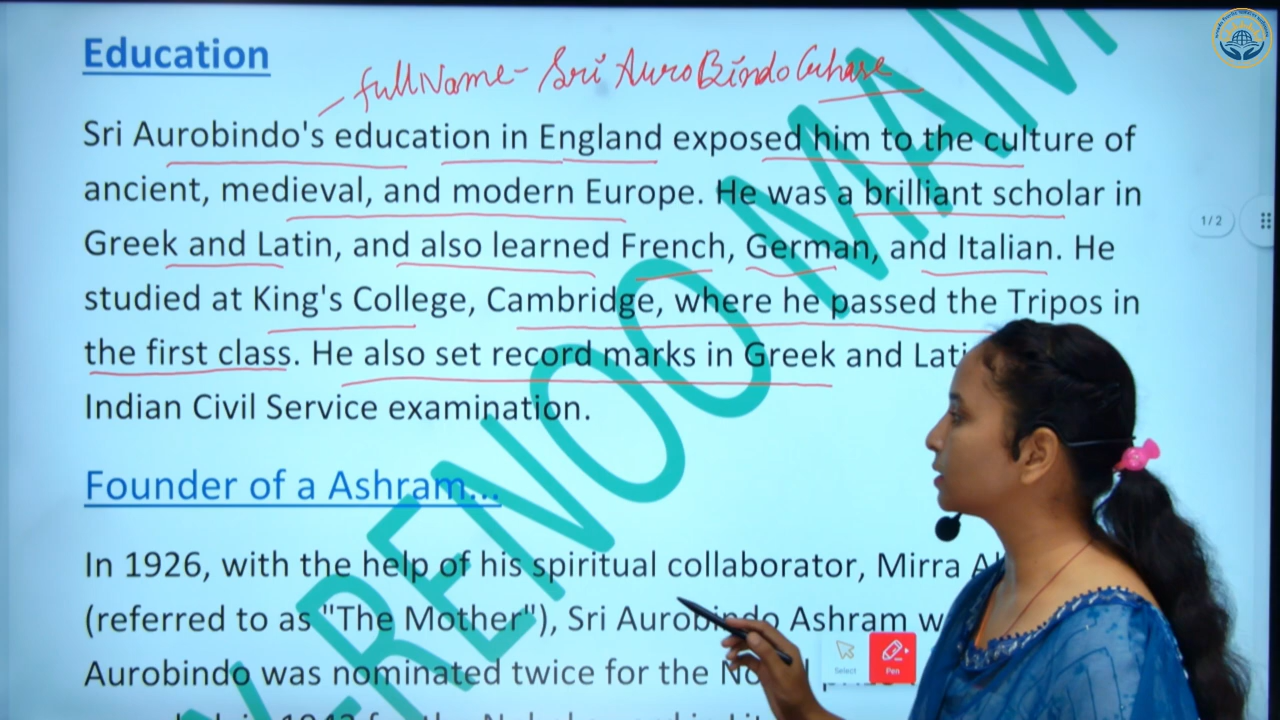 Education
FullName - Sri AuroBindo Ghose
Sri Aurobindo's education in England exposed him to the culture of
ancient, medieval, and modern Europe. He was a brilliant scholar in
Greek and Latin, and also learned French, German, and Italian. He
studied at King's College, Cambridge, where he passed the Tripos in
the first class. He also set record marks in Greek and
Indian Civil Service examination.
Founder of a Ashram...
In 1926, with the help of his spiritual collaborator, Mirra
(referred to as "The Mother"), Sri Aurobindo Ashram
Aurobindo was nominated twice for the
RENOO MAM
1/2
Select
Pen